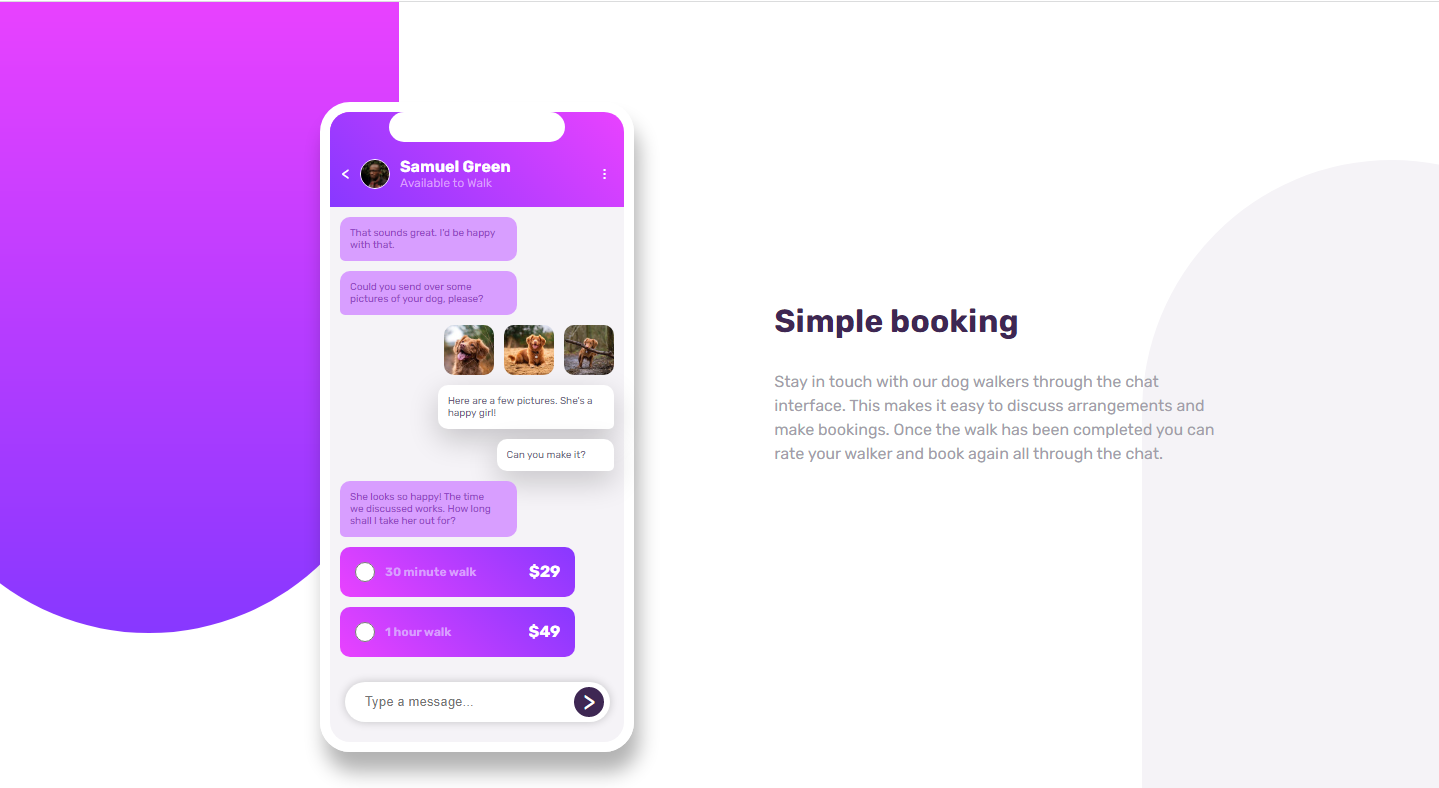 Samuel Green
Available to Walk
That sounds great. I'd be happy
with that.
Could you send over some
pictures of your dog, please?
Here are a few pictures. She's a
happy girl!
Can you make it?
She looks so happy! The time
we discussed works. How long
shall I take her out for?
30 minute walk $29
1 hour walk $49
Type a message...
Simple booking
Stay in touch with our dog walkers through the chat
interface. This makes it easy to discuss arrangements and
make bookings. Once the walk has been completed you can
rate your walker and book again all through the chat.